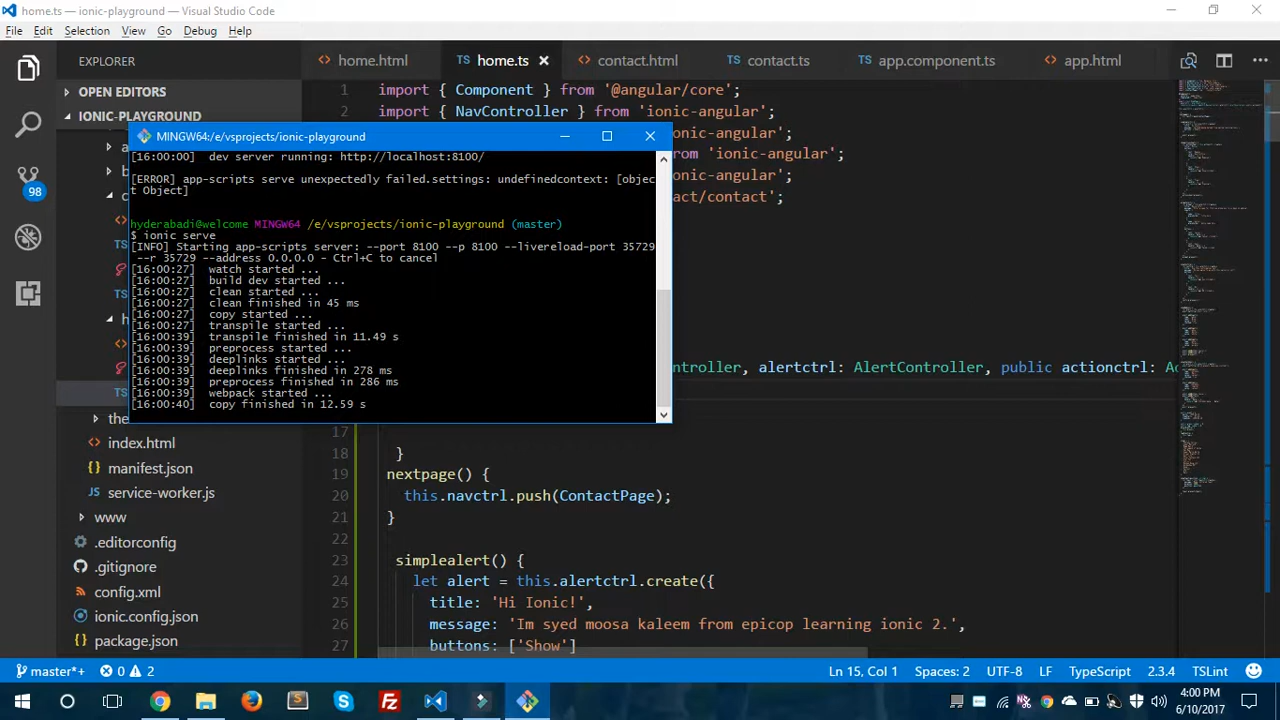 home.ts — ionic-playground — Visual Studio Code
File Edit Selection View Go Debug Help
EXPLORER
OPEN EDITORS
IONIC-PLAYGROUND
98
index.html
manifest.json
service-worker.js
www
.editorconfig
.gitignore
config.xml
ionic.config.json
package.json
home.html
TS home.ts
contact.html
TS contact.ts
TS app.component.ts
app.html
1 import { Component } from '@angular/core';
2 import { NavController } from 'ionic-angular';
ionic-angular';
from 'ionic-angular';
ionic-angular';
act/contact';
controller, alertctrl: AlertController, public actionctrl: Ac
17
18 }
19 nextpage() {
20 this.navctrl.push(ContactPage);
21 }
22
23 simplealert() {
24 let alert = this.alertctrl.create({
25 title: 'Hi Ionic!',
26 message: 'Im syed moosa kaleem from epicop learning ionic 2.',
27 buttons: ['Show']
MINGW64:/e/vsprojects/ionic-playground
[16:00:00] dev server running: http://localhost:8100/
[ERROR] app-scripts serve unexpectedly failed.settings: undefinedcontext: [objec
t Object]
hyderabadi@welcome MINGW64 /e/vsprojects/ionic-playground (master)
$ ionic serve
[INFO] Starting app-scripts server: --port 8100 --p 8100 --livereload-port 35729
--r 35729 --address 0.0.0.0 - Ctrl+C to cancel
[16:00:27] watch started ...
[16:00:27] build dev started ...
[16:00:27] clean started ...
[16:00:27] clean finished in 45 ms
[16:00:27] copy started ...
[16:00:27] transpile started ...
[16:00:39] transpile finished in 11.49 s
[16:00:39] preprocess started ...
[16:00:39] deeplinks started ...
[16:00:39] deeplinks finished in 278 ms
[16:00:39] preprocess finished in 286 ms
[16:00:39] webpack started ...
[16:00:40] copy finished in 12.59 s
master*+ 0 2
Ln 15, Col 1 Spaces: 2 UTF-8 LF TypeScript 2.3.4 TSLint
4:00 PM
6/10/2017